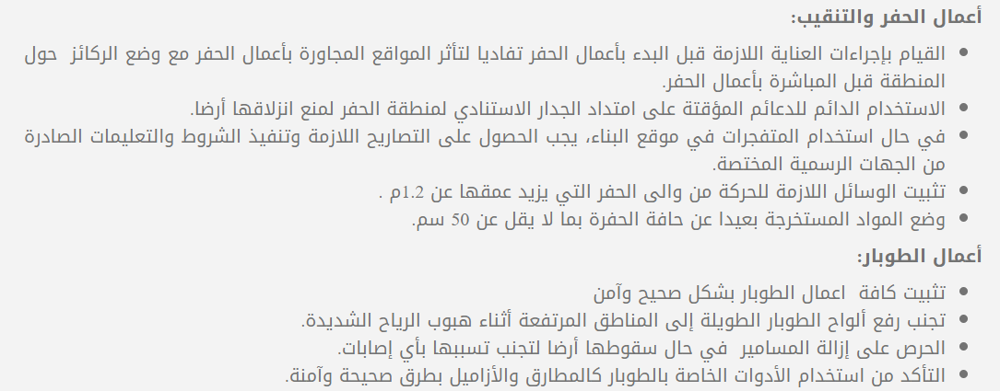 أعمال الحفر والتنقيب:
القيام بإجراءات العناية اللازمة قبل البدء بأعمال الحفر تفاديا لتأثر المواقع المجاورة بأعمال الحفر مع وضع الركائز حول
المنطقة قبل المباشرة بأعمال الحفر.
الاستخدام الدائم للدعائم المؤقتة على امتداد الجدار الاستنادي لمنطقة الحفر لمنع انزلاقها أرضا.
في حال استخدام المتفجرات في موقع البناء، يجب الحصول على التصاريح اللازمة وتنفيذ الشروط والتعليمات الصادرة
من الجهات الرسمية المختصة.
تثبيت الوسائل اللازمة للحركة من والى الحفر التي يزيد عمقها عن 1.2م .
وضع المواد المستخرجة بعيدا عن حافة الحفرة بما لا يقل عن 50 سم.
أعمال الطوبار:
تثبيت كافة اعمال الطوبار بشكل صحيح وآمن
تجنب رفع ألواح الطوبار الطويلة إلى المناطق المرتفعة أثناء هبوب الرياح الشديدة.
الحرص على إزالة المسامير في حال سقوطها أرضا لتجنب تسببها بأي إصابات.
التأكد من استخدام الأدوات الخاصة بالطوبار كالمطارق والأزاميل بطرق صحيحة وآمنة.